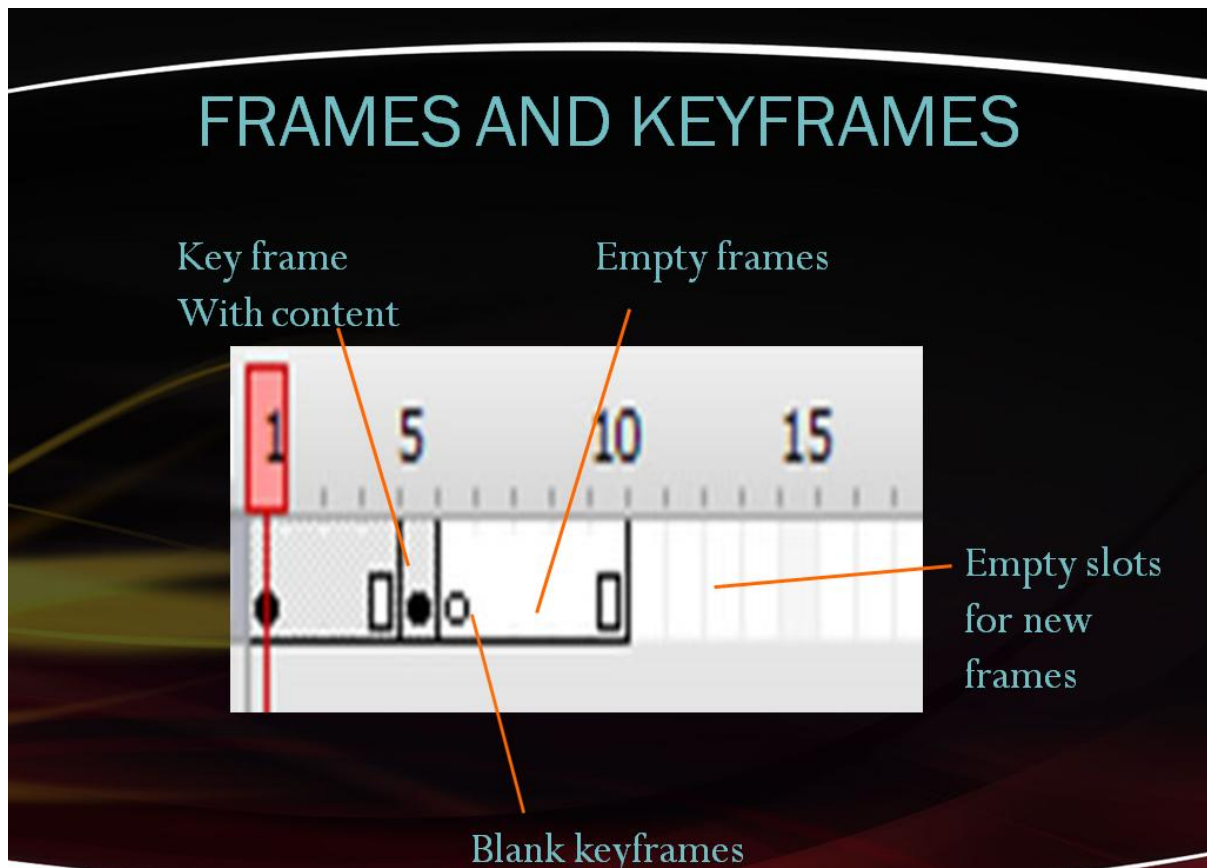 FRAMES AND KEYFRAMES
Key frame
With content
Empty frames
1 5 10 15
Empty slots
for new
frames
Blank keyframes